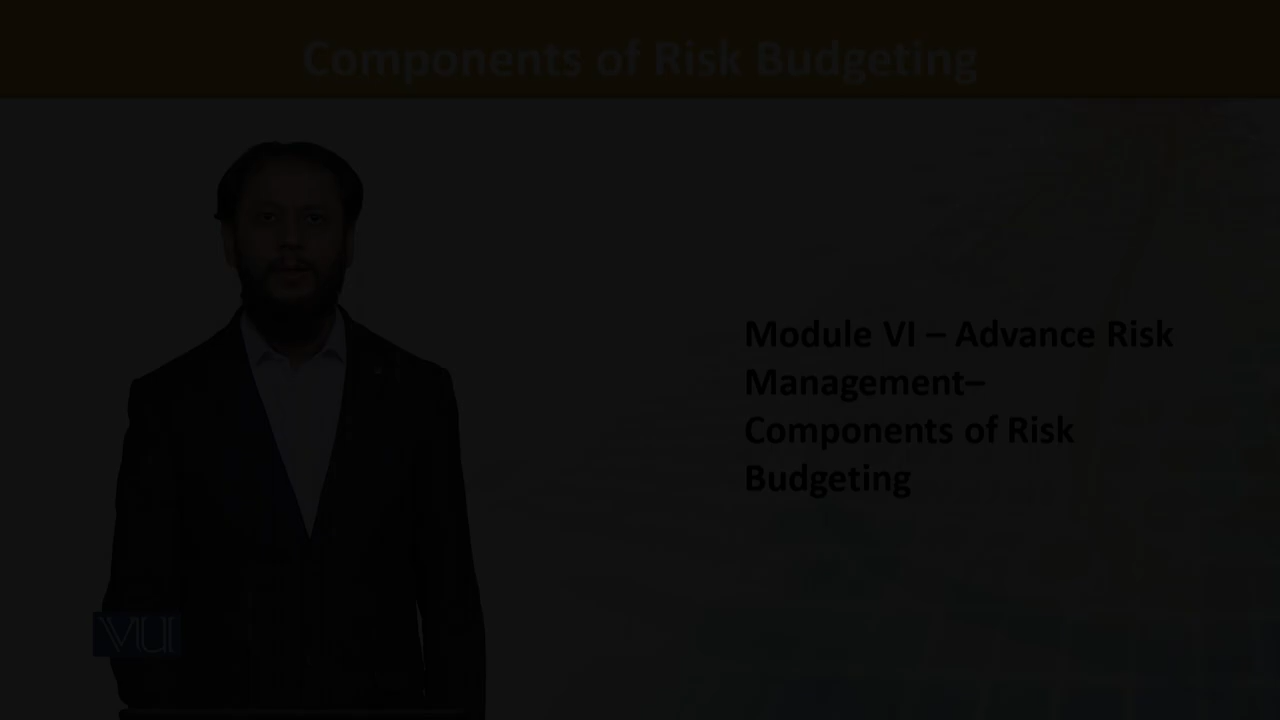 Components of Risk Budgeting
Module VI – Advance Risk
Management–
Components of Risk
Budgeting
VU